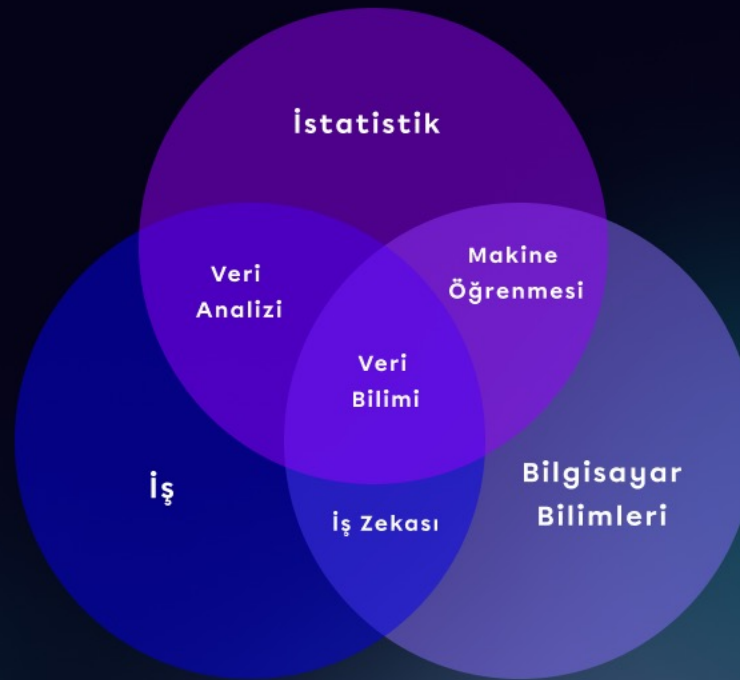 İstatistik
Veri
Analizi
Makine
Öğrenmesi
Veri
Bilimi
İş
Bilgisayar
Bilimleri
İş Zekası